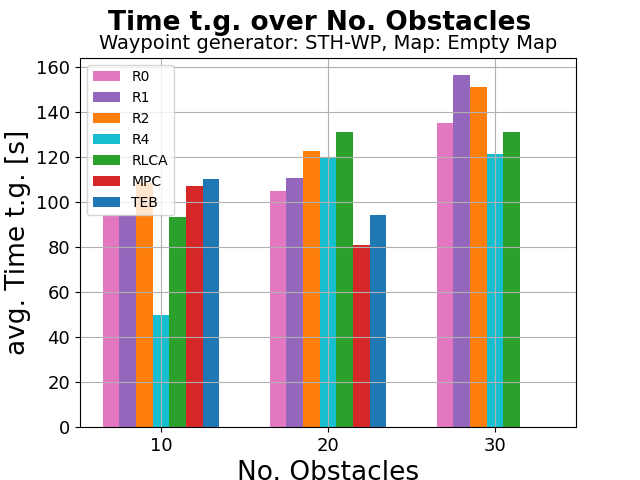 Time t.g. over No. Obstacles
Waypoint generator: STH-WP, Map: Empty Map
avg. Time t.g. [s]
160
140
120
100
80
60
40
20
0
R0
R1
R2
R4
RLCA
MPC
TEB
10 20 30
No. Obstacles